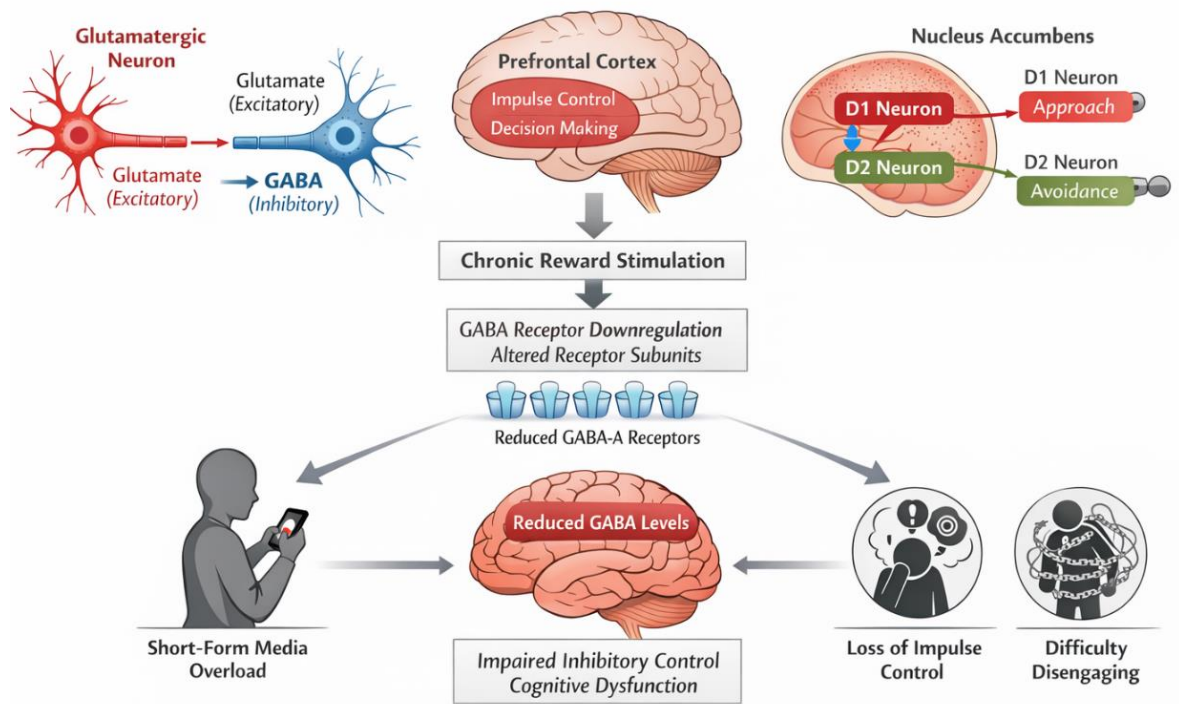 Glutamatergic
Neuron
Glutamate
(Excitatory)
Glutamate
(Excitatory)
GABA
(Inhibitory)
Prefrontal Cortex
Impulse Control
Decision Making
Nucleus Accumbens
D1 Neuron
D2 Neuron
D1 Neuron
Approach
D2 Neuron
Avoidance
Chronic Reward Stimulation
GABA Receptor Downregulation
Altered Receptor Subunits
Reduced GABA-A Receptors
Short-Form Media
Overload
Reduced GABA Levels
Impaired Inhibitory Control
Cognitive Dysfunction
!
Loss of Impulse
Control
Difficulty
Disengaging